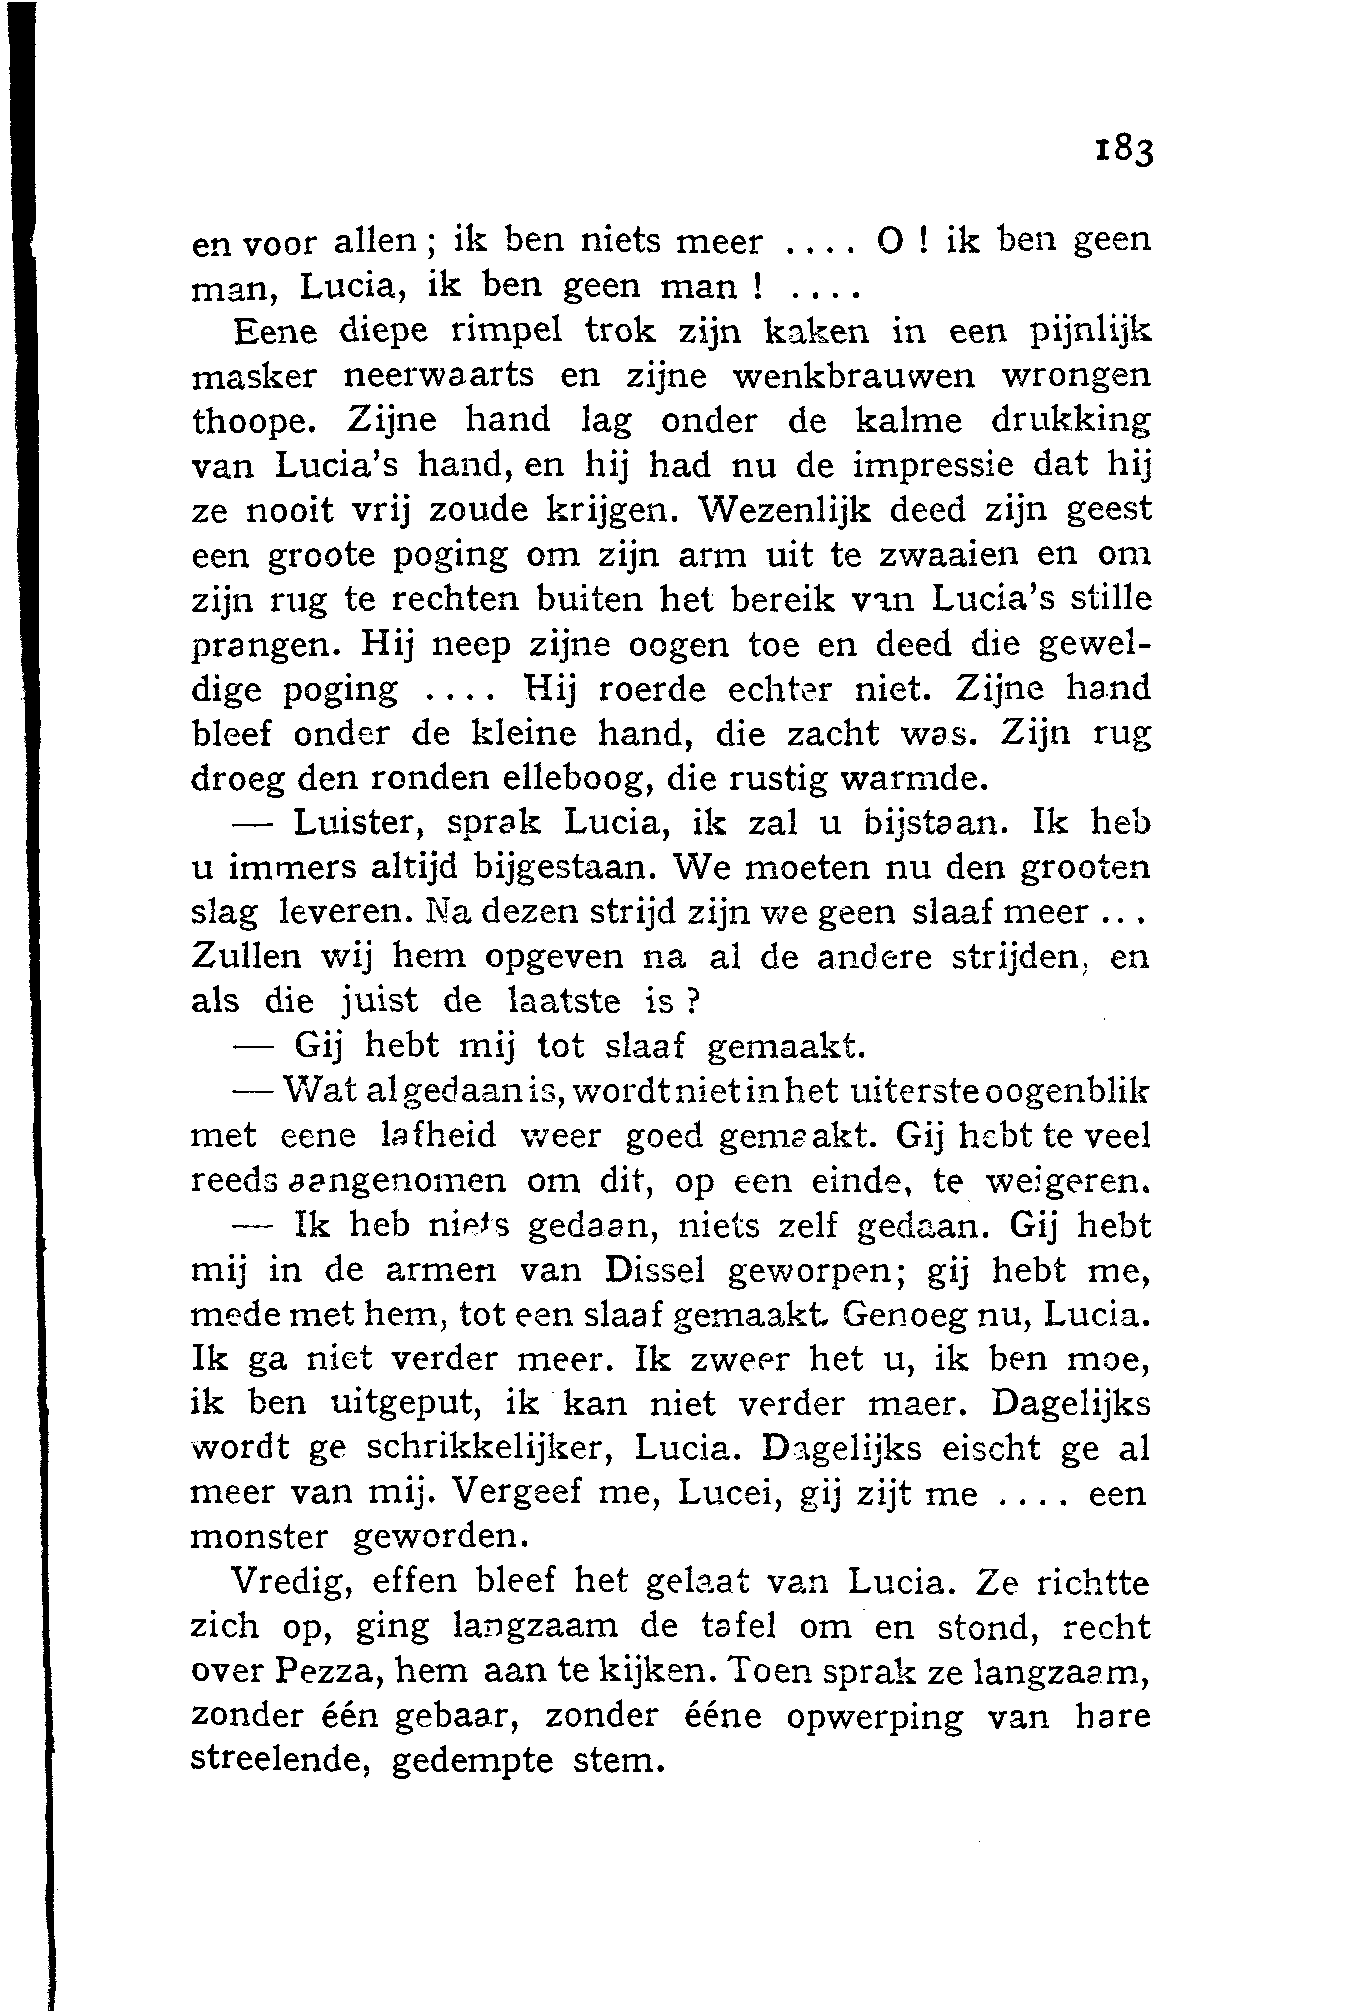 183
en voor allen ; ik ben niets meer .... O ! ik ben geen
man, Lucia, ik ben geen man ! ....
Eene diepe rimpel trok zijn kaken in een pijnlijk
masker neerwaarts en zijne wenkbrauwen wrongen
thoope. Zijne hand lag onder de kalme drukking
van Lucia's hand, en hij had nu de impressie dat hij
ze nooit vrij zoude krijgen. Wezenlijk deed zijn geest
een groote poging om zijn arm uit te zwaaien en om
zijn rug te rechten buiten het bereik van Lucia's stille
prangen. Hij neep zijne oogen toe en deed die gewel-
dige poging .... Hij roerde echter niet. Zijne hand
bleef onder de kleine hand, die zacht was. Zijn rug
droeg den ronden elleboog, die rustig warmde.
— Luister, sprak Lucia, ik zal u bijstaan. Ik heb
u immers altijd bijgestaan. We moeten nu den grooten
slag leveren. Na dezen strijd zijn we geen slaaf meer ...
Zullen wij hem opgeven na al de andere strijden, en
als die juist de laatste is ?
— Gij hebt mij tot slaaf gemaakt.
— Wat al gedaan is, wordt niet in het uiterste oogenblik
met eene lafheid weer goed gemaakt. Gij hebt te veel
reeds aangenomen om dit, op een einde, te weigeren.
— Ik heb niets gedaan, niets zelf gedaan. Gij hebt
mij in de armen van Dissel geworpen; gij hebt me,
mede met hem, tot een slaaf gemaakt. Genoeg nu, Lucia.
Ik ga niet verder meer. Ik zweer het u, ik ben moe,
ik ben uitgeput, ik kan niet verder maer. Dagelijks
wordt ge schrikkelijker, Lucia. Dagelijks eischt ge al
meer van mij. Vergeef me, Lucei, gij zijt me .... een
monster geworden.
Vredig, effen bleef het gelaat van Lucia. Ze richtte
zich op, ging langzaam de tafel om en stond, recht
over Pezza, hem aan te kijken. Toen sprak ze langzaam,
zonder één gebaar, zonder ééne opwerping van hare
streelende, gedempte stem.